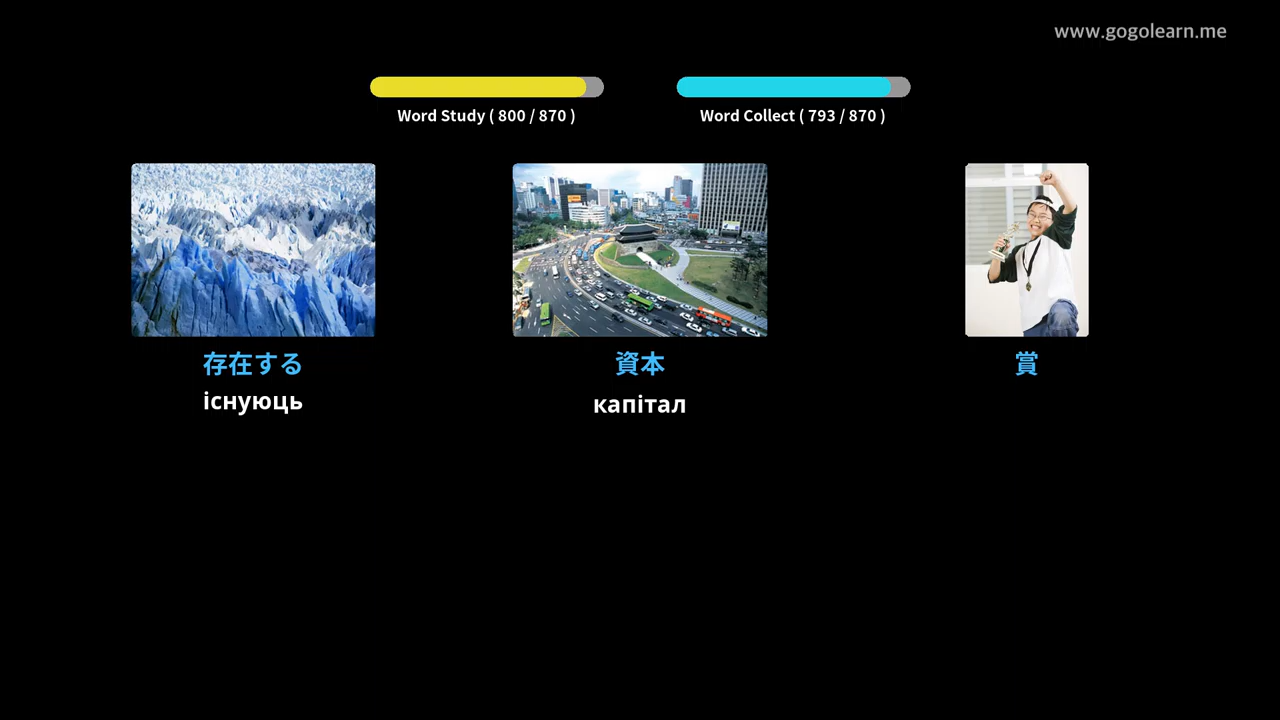 www.gogolearn.me
Word Study ( 800 / 870 )
Word Collect ( 793 / 870 )
存在する
資本
賞
існуюць
капітал